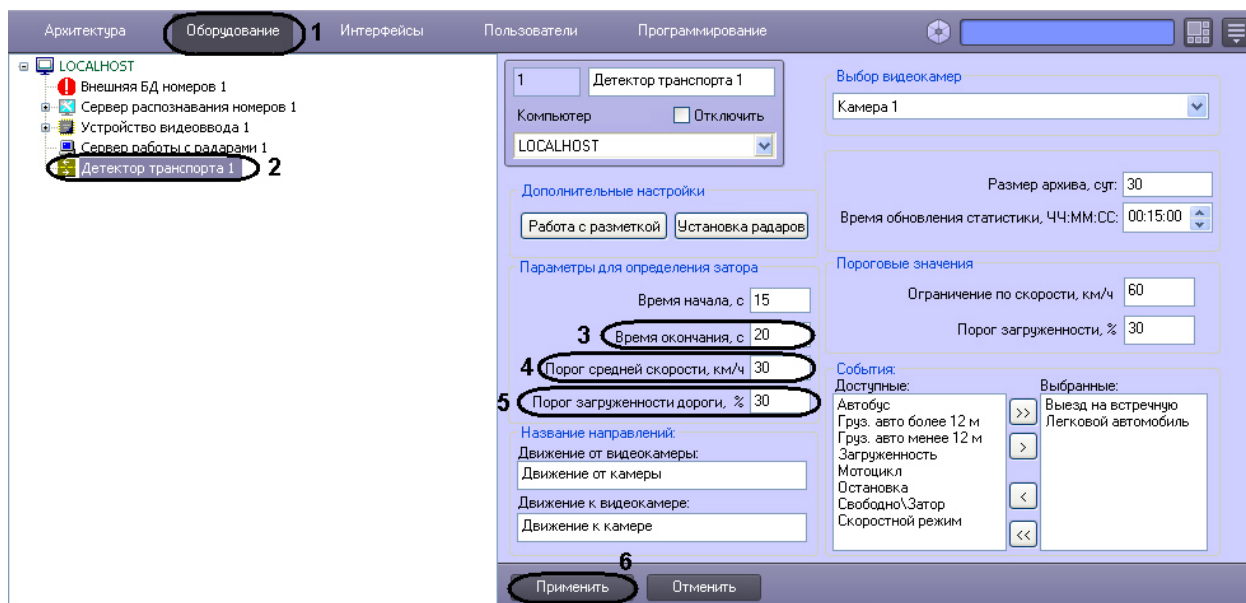 Архитектура Оборудование 1 Интерфейсы Пользователи Программирование
LOCALHOST
Внешняя БД номеров 1
Сервер распознавания номеров 1
Устройство видеоввода 1
Сервер работы с радарами 1
Детектор транспорта 1 2
1 Детектор транспорта 1
Компьютер Отключить
LOCALHOST
Дополнительные настройки
Работа с разметкой Установка радаров
Параметры для определения затора
Время начала, с 15
3 Время окончания, с 20
4 Порог средней скорости, км/ч 30
5 Порог загруженности дороги, % 30
Название направлений:
Движение от видеокамеры:
Движение от камеры
Движение к видеокамере:
Движение к камере
Выбор видеокамер
Камера 1
Размер архива, сут: 30
Время обновления статистики, ЧЧ:ММ:СС: 00:15:00
Пороговые значения
Ограничение по скорости, км/ч 60
Порог загруженности, % 30
События:
Доступные:
Автобус
Груз. авто более 12 м
Груз. авто менее 12 м
Загруженность
Мотоцикл
Остановка
Свободно\Затор
Скоростной режим
>>
>
<
<<
Выбранные:
Выезд на встречную
Легковой автомобиль
6
Применить Отменить